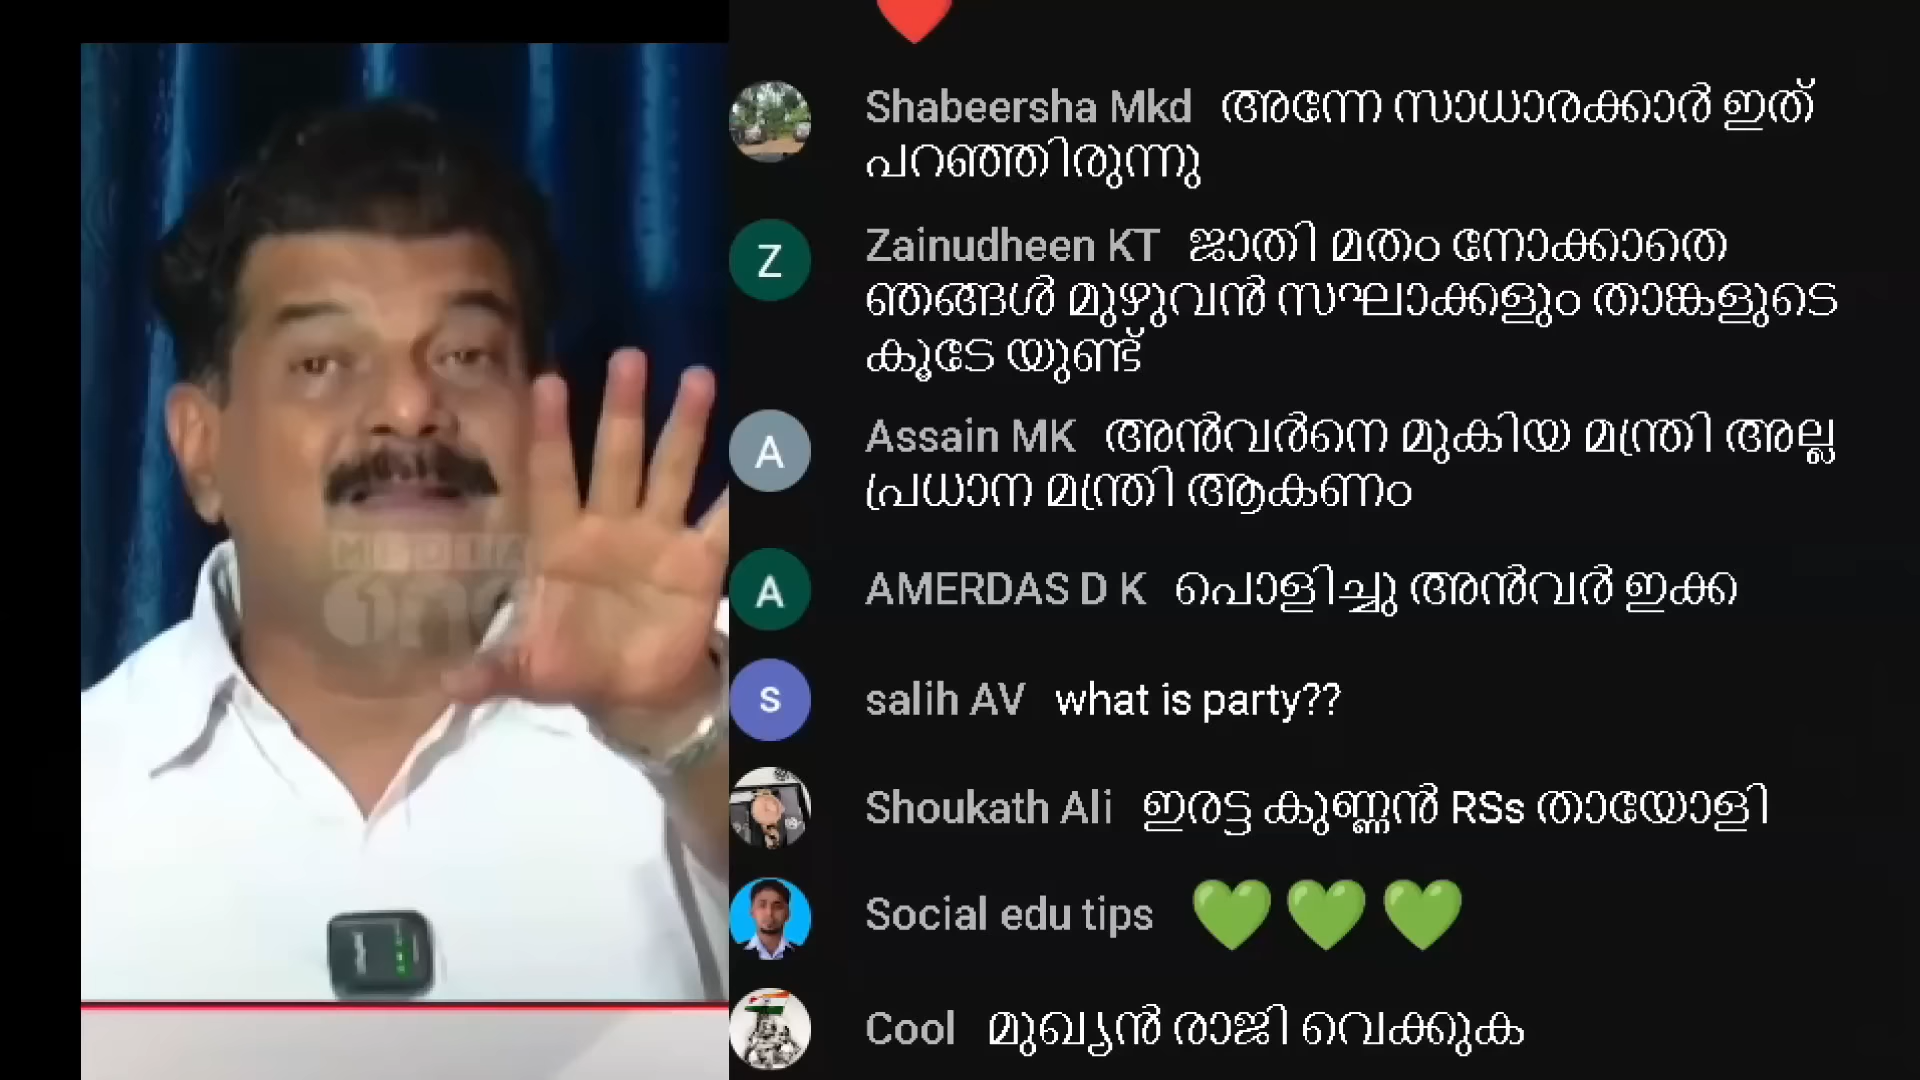 Shabeersha Mkd അന്നേ സാധാരക്കാർ ഇത്
പറഞ്ഞിരുന്നു
Z
Zainudheen KT ജാതി മതം നോക്കാതെ
ഞങ്ങൾ മുഴുവൻ സഘാക്കളും താങ്കളുടെ
കൂടേ യുണ്ട്
A
Assain MK അൻവർനെ മുകിയ മന്ത്രി അല്ല
പ്രധാന മന്ത്രി ആകണം
A
AMERDAS D K പൊളിച്ചു അൻവർ ഇക്ക
S
salih AV what is party??
Shoukath Ali ഇരട്ട കുണ്ണൻ RSs തായോളി
Social edu tips 💚 💚 💚
Cool മുഖ്യൻ രാജി വെക്കുക
MEDIA